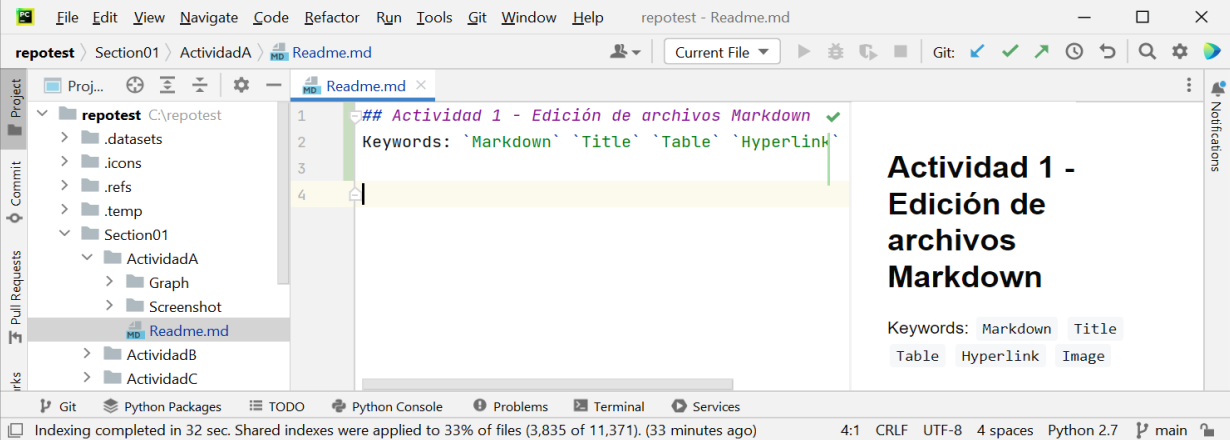 PC File Edit View Navigate Code Refactor Run Tools Git Window Help repotest - Readme.md
repotest Section01 ActividadA MD Readme.md Current File Git:
Project Proj... MD Readme.md
repotest C:\repotest
.datasets
.icons
.refs
.temp
Section01
ActividadA
Graph
Screenshot
MD Readme.md
ActividadB
ActividadC
Commit
Pull Requests
1 ## Actividad 1 - Edición de archivos Markdown
2 Keywords: `Markdown` `Title` `Table` `Hyperlink`
3
4
Actividad 1 -
Edición de
archivos
Markdown
Keywords: Markdown Title
Table Hyperlink Image
Notifications
Git Python Packages TODO Python Console Problems Terminal Services
Indexing completed in 32 sec. Shared indexes were applied to 33% of files (3,835 of 11,371). (33 minutes ago) 4:1 CRLF UTF-8 4 spaces Python 2.7 main